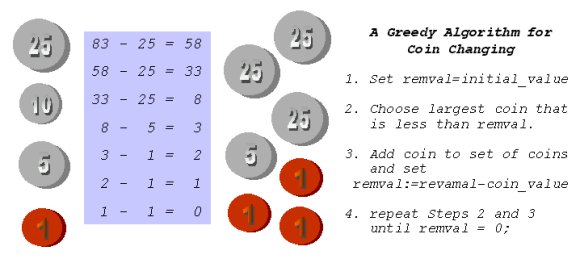 25
10
5
1
83 - 25 = 58
58 - 25 = 33
33 - 25 = 8
8 - 5 = 3
3 - 1 = 2
2 - 1 = 1
1 - 1 = 0
25
25
25
5
1
1
1
A Greedy Algorithm for
Coin Changing
1. Set remval=initial_value
2. Choose largest coin that
is less than remval.
3. Add coin to set of coins
and set
remval:=revamal-coin_value
4. repeat Steps 2 and 3
until remval = 0;